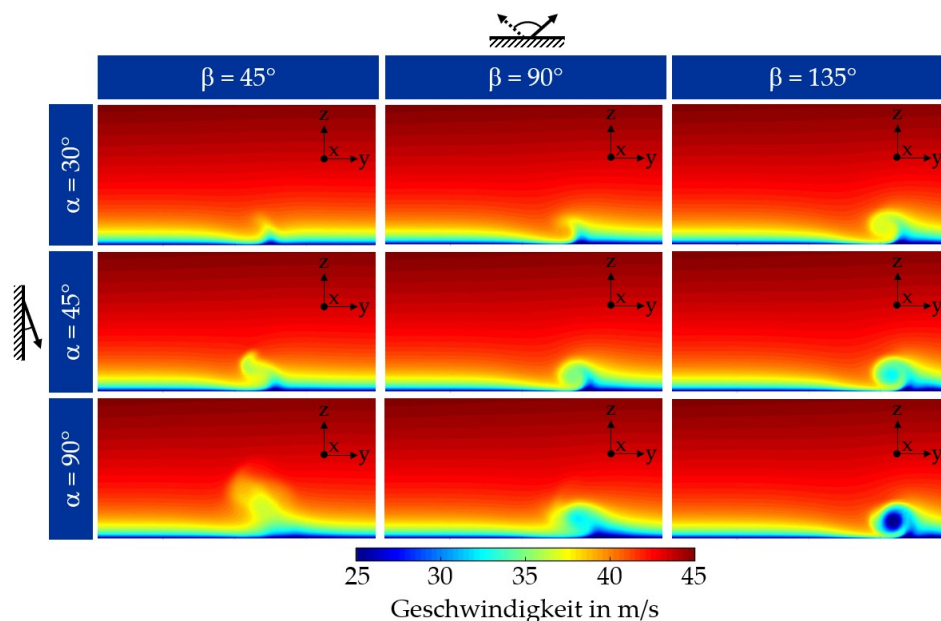 β = 45°
β = 90°
β = 135°
α = 30°
z
x
y
z
x
y
z
x
y
α = 45°
z
x
y
z
x
y
z
x
y
α = 90°
z
x
y
z
x
y
z
x
y
25 30 35 40 45
Geschwindigkeit in m/s